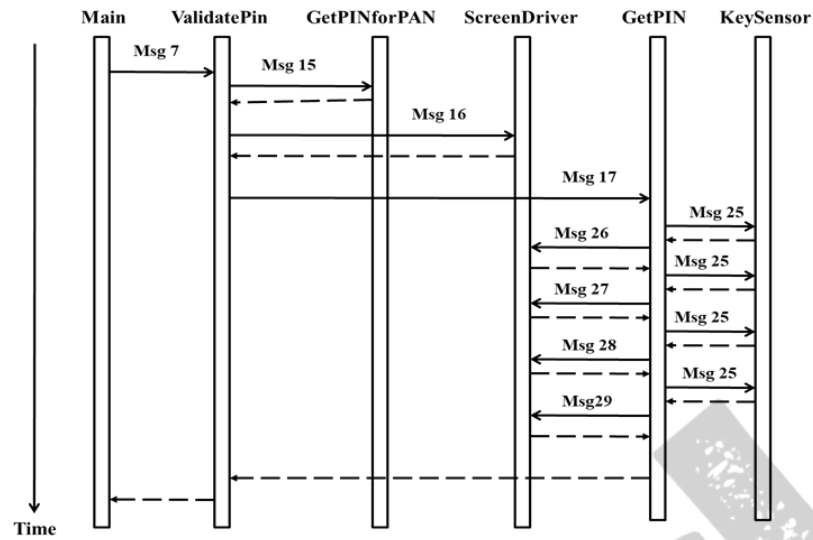 Main ValidatePin GetPINforPAN ScreenDriver GetPIN KeySensor
Msg 7
Msg 15
Msg 16
Msg 17
Msg 25
Msg 26
Msg 25
Msg 27
Msg 25
Msg 28
Msg 25
Msg29
Time